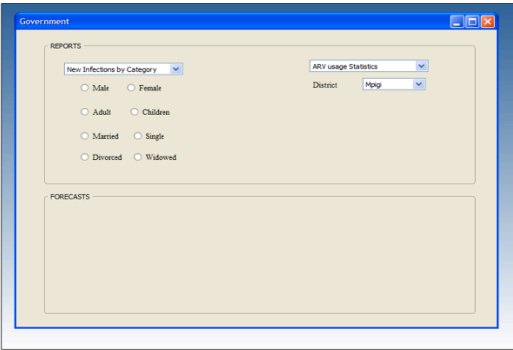 Government
REPORTS
New Infections by Category
ARV usage Statistics
Male Female
District Mpigi
Adult Children
Married Single
Divorced Widowed
FORECASTS